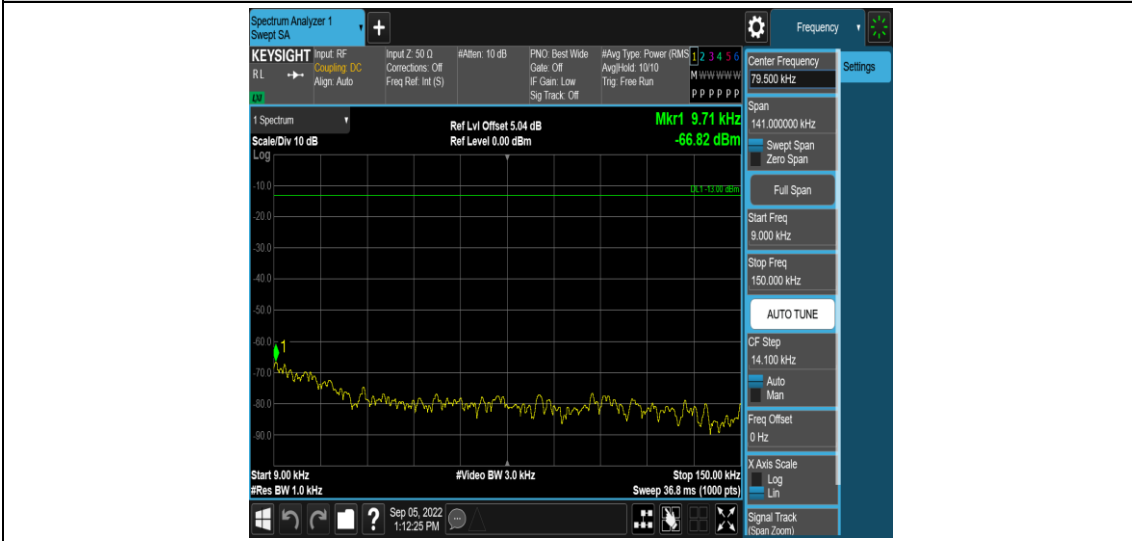 Spectrum Analyzer 1
Swept SA
+
Frequency
KEYSIGHT
RL
Input: RF
Coupling: DC
Align: Auto
Input Z: 50 Ω
Corrections: Off
Freq Ref: Int (S)
#Atten: 10 dB
PNO: Best Wide
Gate: Off
IF Gain: Low
Sig Track: Off
#Avg Type: Power (RMS
Avg|Hold: 10/10
Trig: Free Run
1 2 3 4 5 6
M W W W W W
P P P P P P
1 Spectrum
Scale/Div 10 dB
Log
Ref Lvl Offset 5.04 dB
Ref Level 0.00 dBm
Mkr1 9.71 kHz
-66.82 dBm
DL1 -13.00 dBm
-10.0
-20.0
-30.0
-40.0
-50.0
-60.0
-70.0
-80.0
-90.0
1
Start 9.00 kHz
#Res BW 1.0 kHz
#Video BW 3.0 kHz
Stop 150.00 kHz
Sweep 36.8 ms (1000 pts)
?
Sep 05, 2022
1:12:25 PM
Center Frequency
79.500 kHz
Settings
Span
141.000000 kHz
Swept Span
Zero Span
Full Span
Start Freq
9.000 kHz
Stop Freq
150.000 kHz
AUTO TUNE
CF Step
14.100 kHz
Auto
Man
Freq Offset
0 Hz
X Axis Scale
Log
Lin
Signal Track
(Span Zoom)